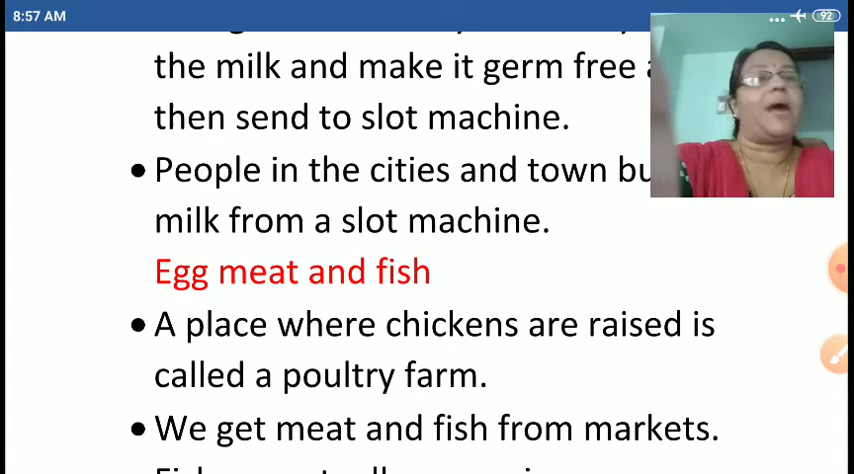 8:57 AM
92
the milk and make it germ free
then send to slot machine.
• People in the cities and town
milk from a slot machine.
Egg meat and fish
• A place where chickens are raised is
called a poultry farm.
• We get meat and fish from markets.